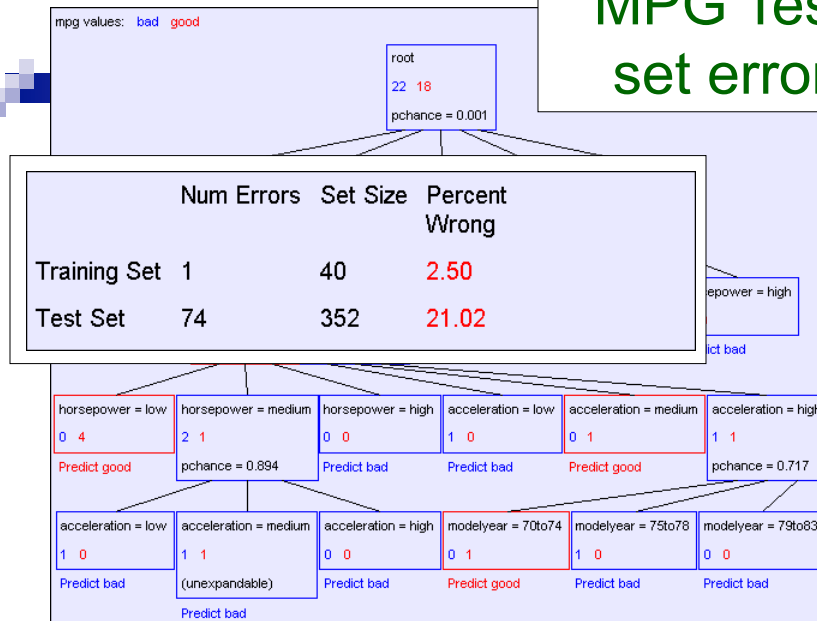 MPG Tes
set error
mpg values: bad good
root
22 18
pchance = 0.001
Num Errors Set Size Percent Wrong
Training Set 1 40 2.50
Test Set 74 352 21.02
epower = high
ict bad
horsepower = low
0 4
Predict good
horsepower = medium
2 1
pchance = 0.894
horsepower = high
0 0
Predict bad
acceleration = low
1 0
Predict bad
acceleration = medium
0 1
Predict good
acceleration = high
1 1
pchance = 0.717
acceleration = low
1 0
Predict bad
acceleration = medium
1 1
(unexpandable)
Predict bad
acceleration = high
0 0
Predict bad
modelyear = 70to74
0 1
Predict good
modelyear = 75to78
1 0
Predict bad
modelyear = 79to83
0 0
Predict bad